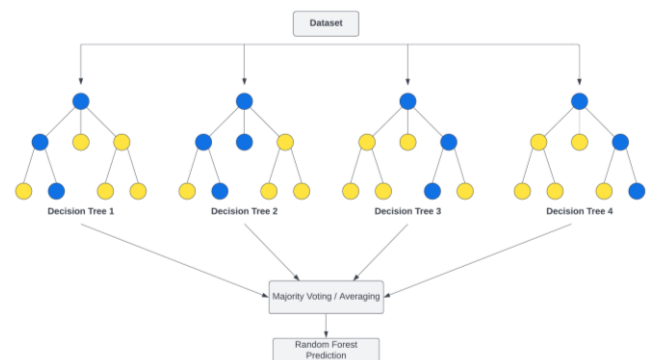 Dataset
Decision Tree 1
Decision Tree 2
Decision Tree 3
Decision Tree 4
Majority Voting / Averaging
Random Forest
Prediction